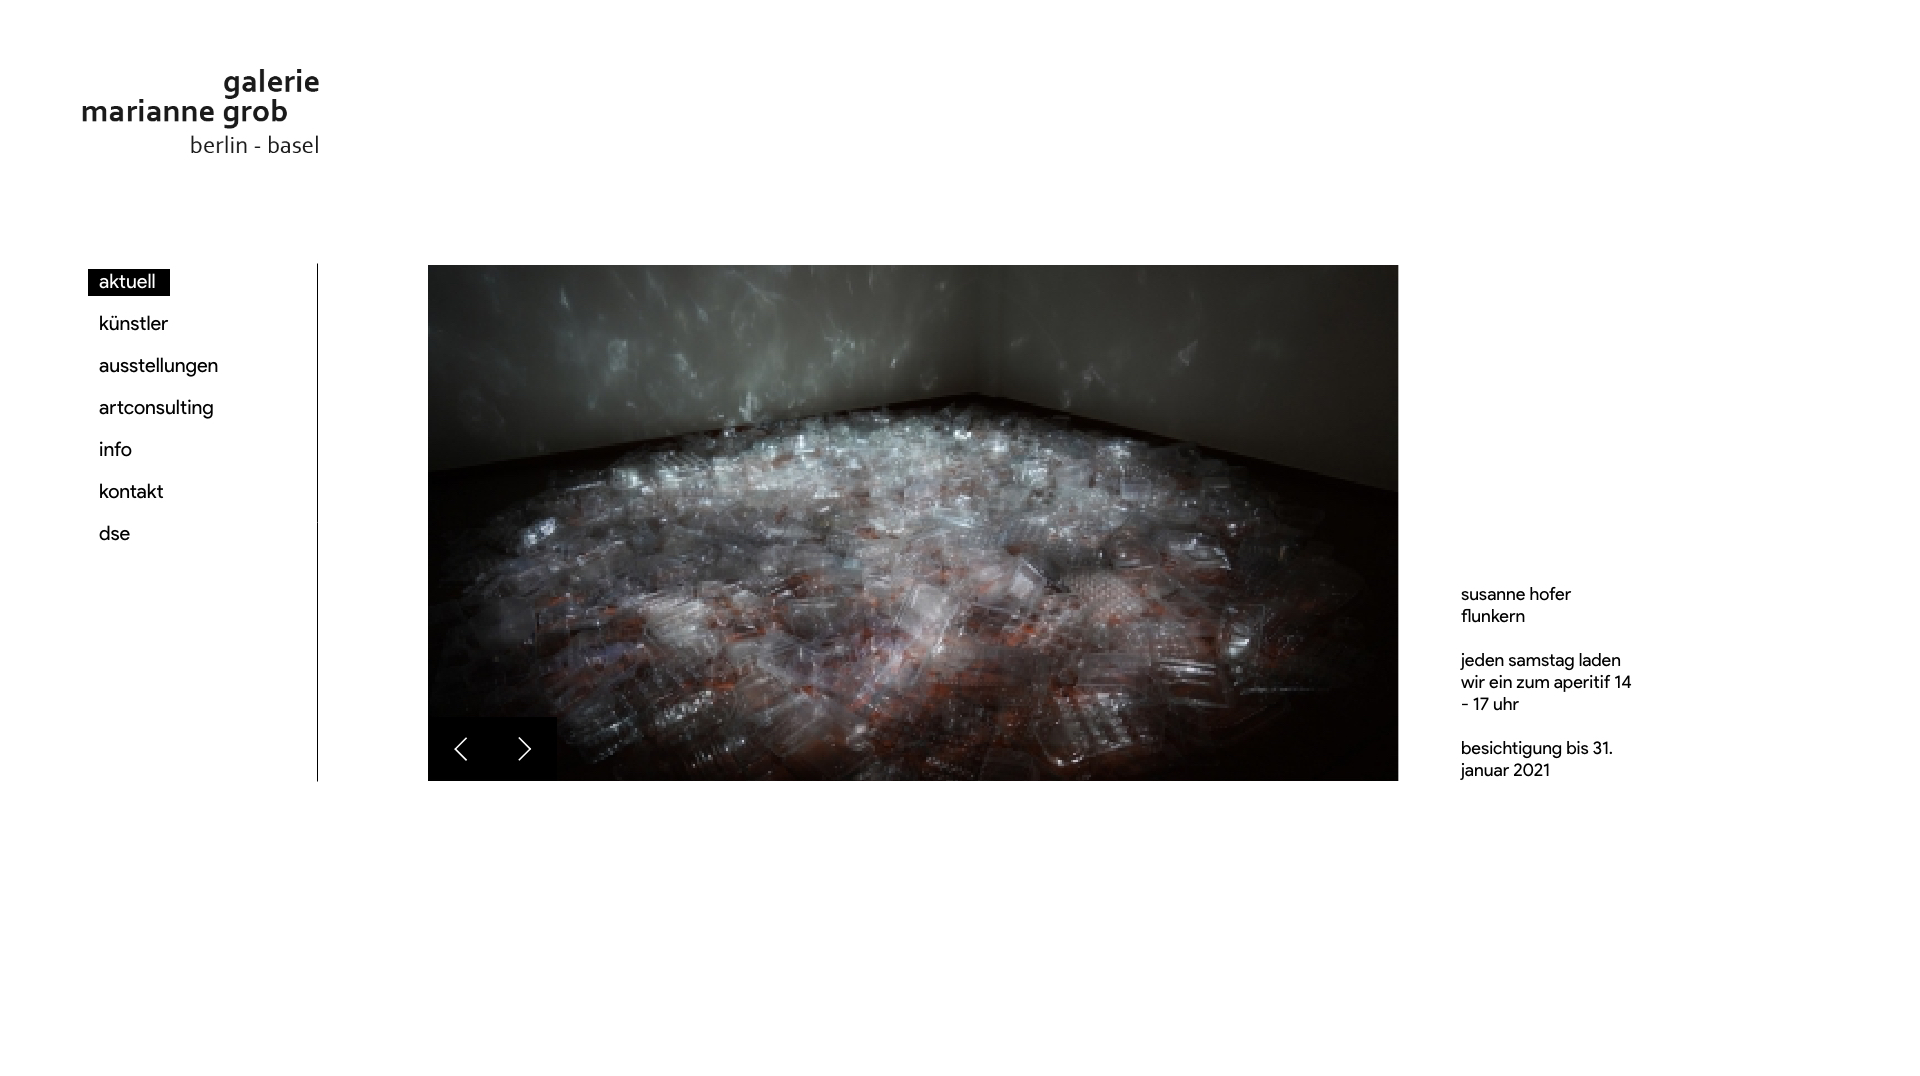 galerie
marianne grob
berlin - basel
aktuell
künstler
ausstellungen
artconsulting
info
kontakt
dse
susanne hofer
flunkern
jeden samstag laden
wir ein zum aperitif 14
- 17 uhr
besichtigung bis 31.
januar 2021